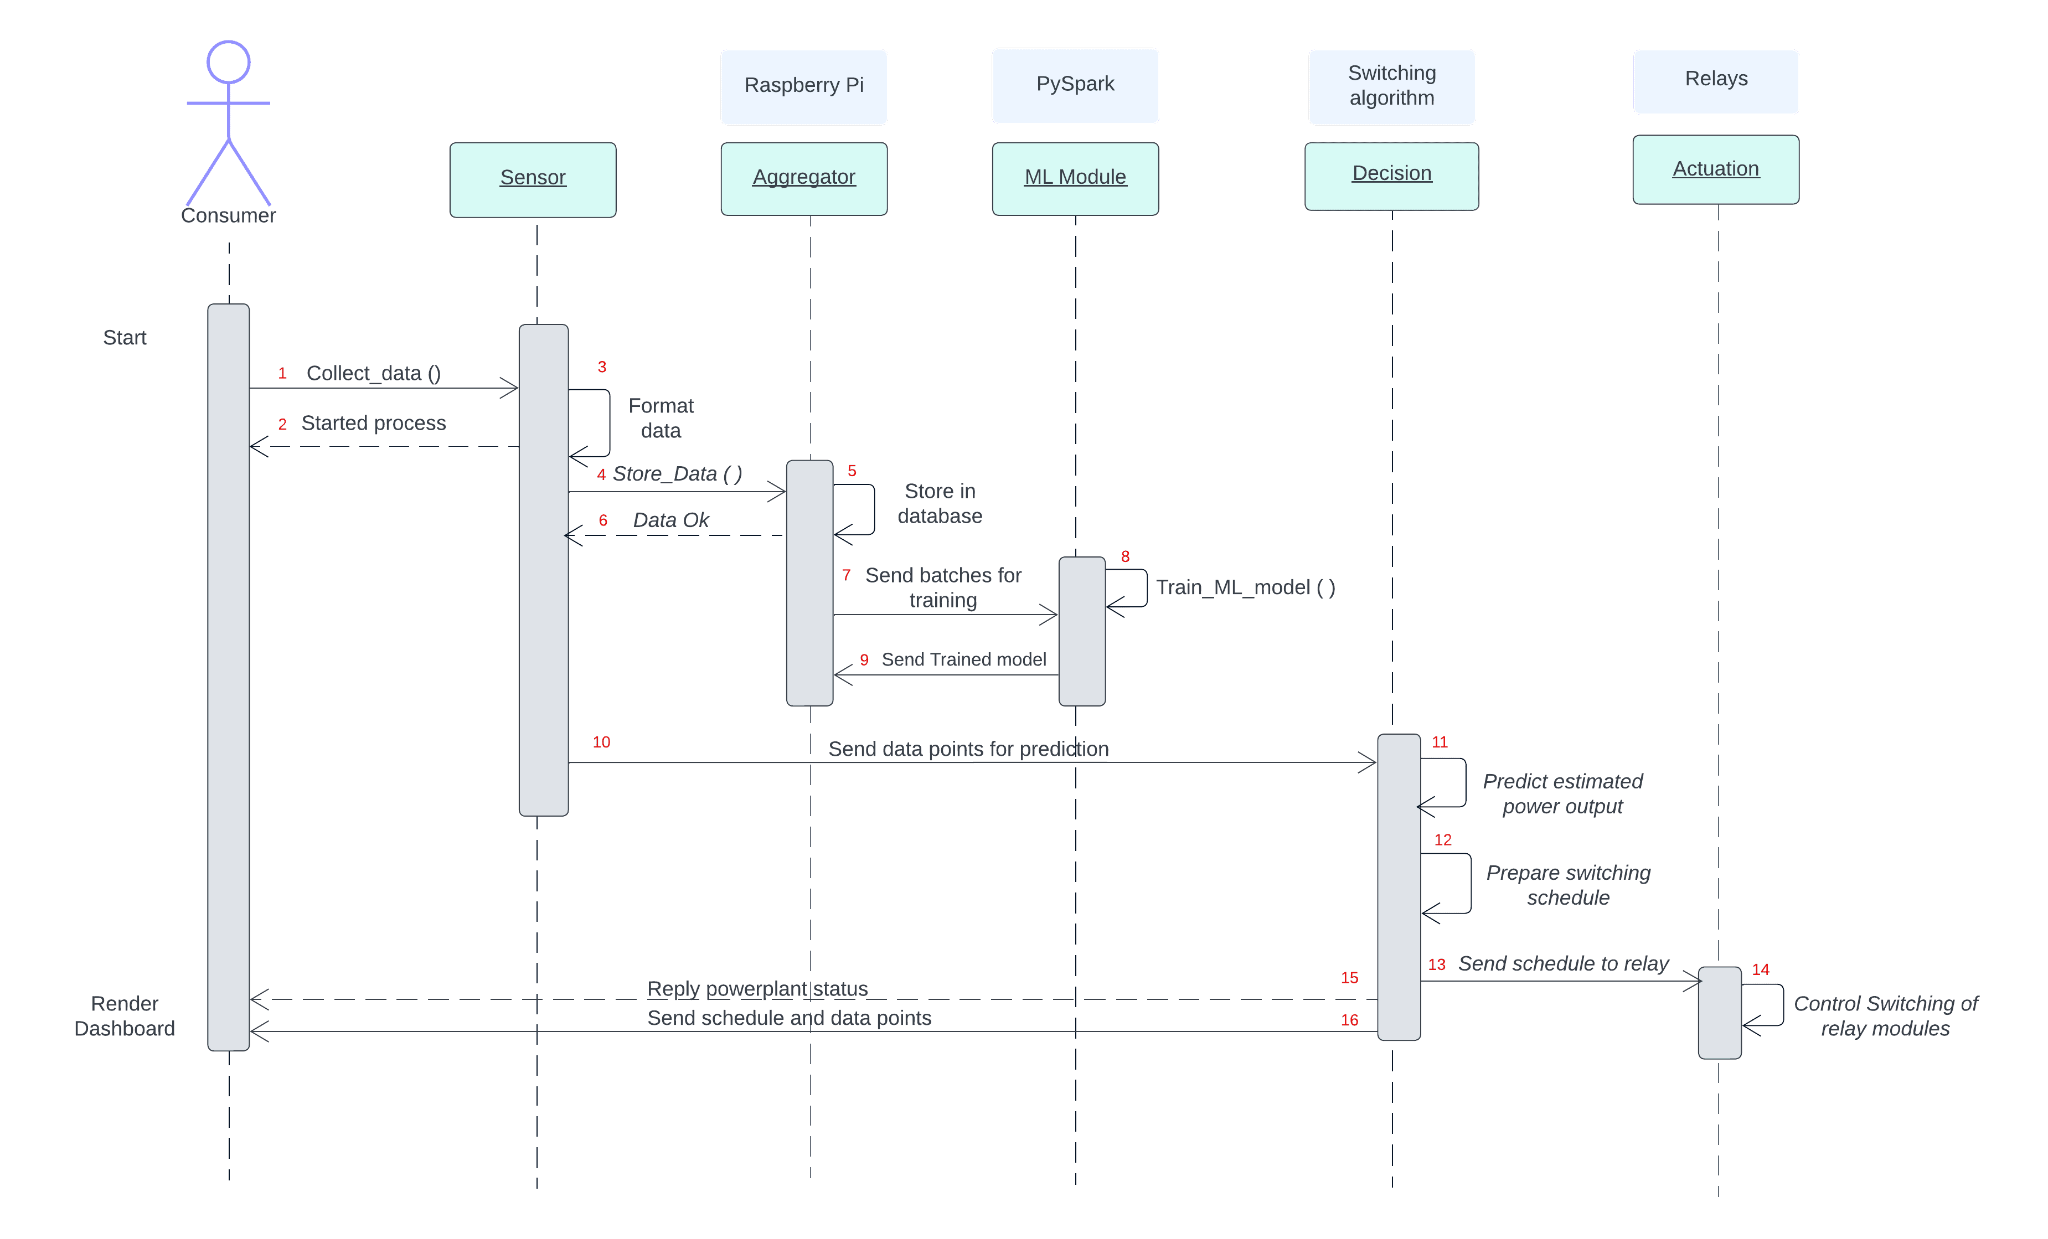 Raspberry Pi
PySpark
Switching
algorithm
Relays
Consumer
Sensor
Aggregator
ML Module
Decision
Actuation
Start
1 Collect_data ()
2 Started process
3
Format
data
4 Store_Data ( )
5
Store in
database
6 Data Ok
7 Send batches for
training
8
Train_ML_model ( )
9 Send Trained model
10 Send data points for prediction
11
Predict estimated
power output
12
Prepare switching
schedule
13 Send schedule to relay
14
Control Switching of
relay modules
Reply powerplant status 15
Send schedule and data points 16
Render
Dashboard